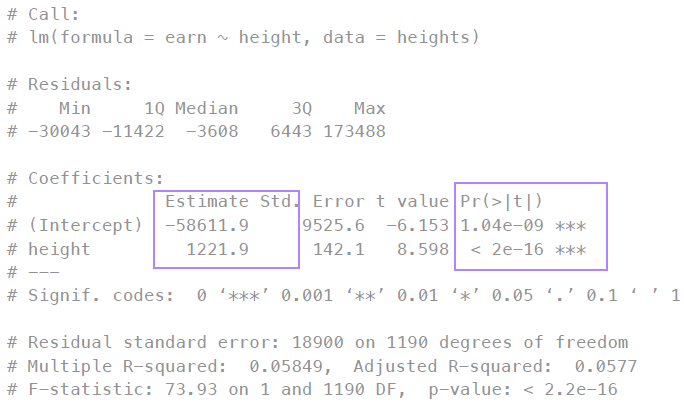 # Call:
# lm(formula = earn ~ height, data = heights)
# Residuals:
#    Min     1Q Median     3Q    Max
# −30043 −11422  −3608   6443 173488
# Coefficients:
#              Estimate Std. Error t value Pr(>|t|)
# (Intercept) −58611.9     9525.6  −6.153 1.04e−09 ***
# height        1221.9      142.1   8.598  < 2e−16 ***
# −−−
# Signif. codes:  0 ‘***’ 0.001 ‘**’ 0.01 ‘*’ 0.05 ‘.’ 0.1 ‘ ’ 1
# Residual standard error: 18900 on 1190 degrees of freedom
# Multiple R−squared:  0.05849,  Adjusted R−squared:  0.0577
# F−statistic: 73.93 on 1 and 1190 DF,  p−value: < 2.2e−16